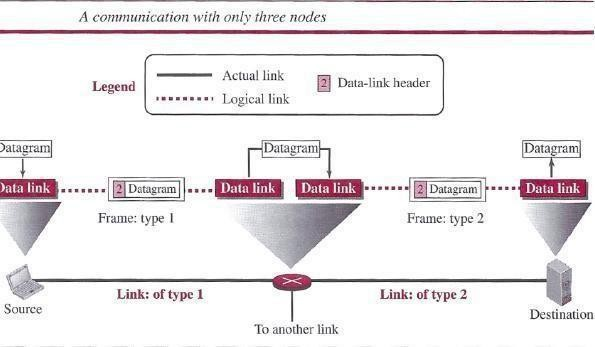 A communication with only three nodes
Legend
Actual link
Logical link
2 Data-link header
Datagram
Datagram
Datagram
Data link
2 Datagram
Data link
Data link
2 Datagram
Data link
Frame: type 1
Frame: type 2
Source
Link: of type 1
Link: of type 2
Destination
To another link